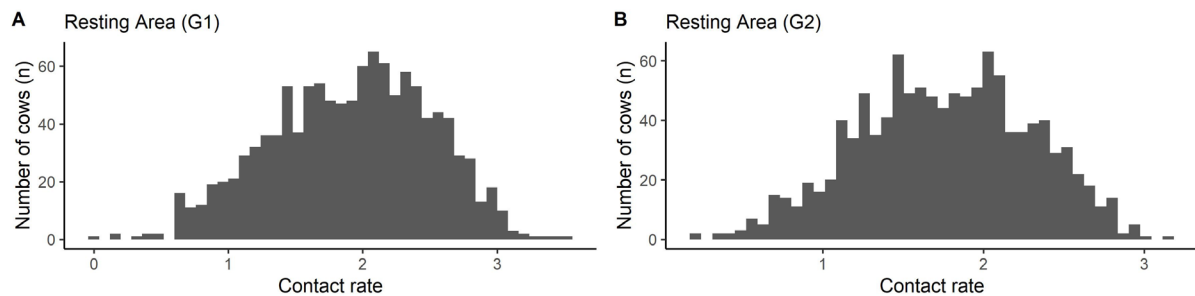 A
Resting Area (G1)
Number of cows (n)
60
40
20
0
0 1 2 3
Contact rate
B
Resting Area (G2)
Number of cows (n)
60
40
20
0
1 2 3
Contact rate